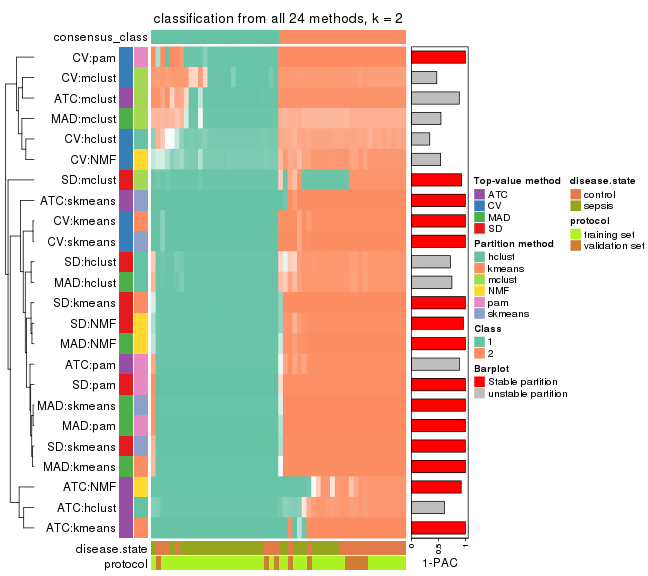 classification from all 24 methods, k = 2
consensus_class
CV:pam
CV:mclust
ATC:mclust
MAD:mclust
CV:hclust
CV:NMF
SD:mclust
ATC:skmeans
CV:kmeans
CV:skmeans
SD:hclust
MAD:hclust
SD:kmeans
SD:NMF
MAD:NMF
ATC:pam
SD:pam
MAD:skmeans
MAD:pam
SD:skmeans
MAD:kmeans
ATC:NMF
ATC:hclust
ATC:kmeans
disease.state
protocol
0
0.5
1
1-PAC
Top-value method
ATC
CV
MAD
SD
Partition method
hclust
kmeans
mclust
NMF
pam
skmeans
Class
1
2
Barplot
Stable partition
unstable partition
disease.state
control
sepsis
protocol
training set
validation set